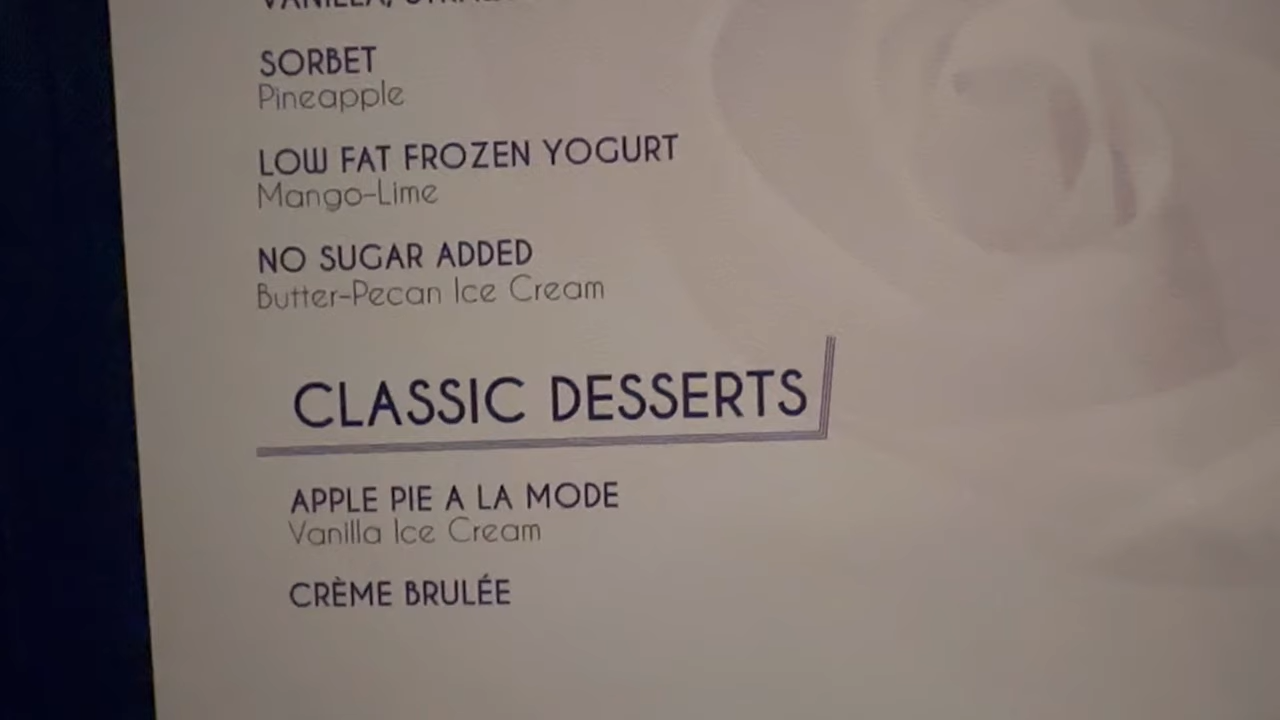 SORBET
Pineapple
LOW FAT FROZEN YOGURT
Mango-Lime
NO SUGAR ADDED
Butter-Pecan Ice Cream
CLASSIC DESSERTS
APPLE PIE A LA MODE
Vanilla Ice Cream
CRÈME BRULÉE